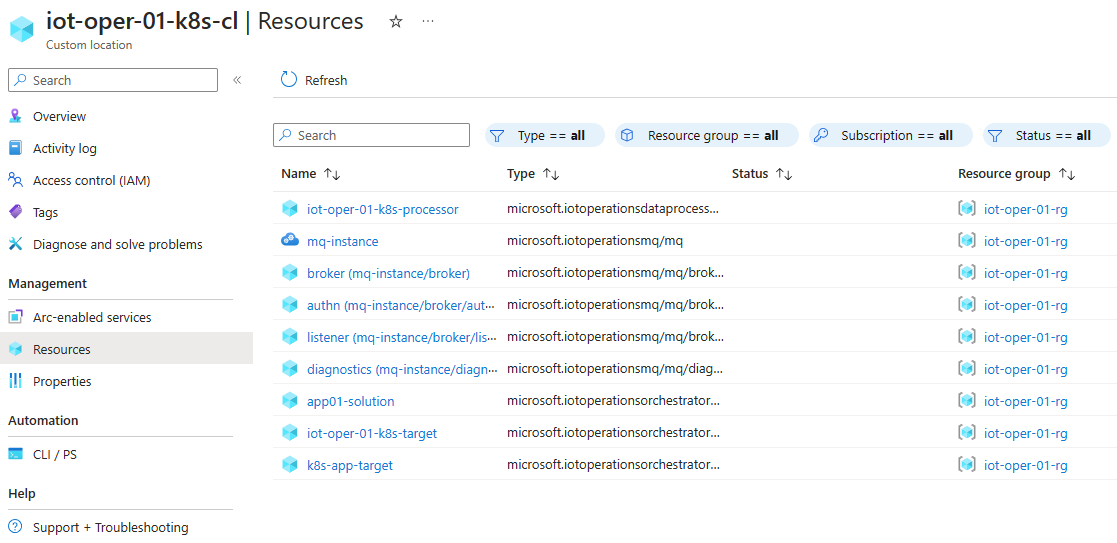 iot-oper-01-k8s-cl | Resources ☆ ...
Custom location
Search «
Overview
Activity log
Access control (IAM)
Tags
Diagnose and solve problems
Management
Arc-enabled services
Resources
Properties
Automation
CLI / PS
Help
Support + Troubleshooting
Refresh
Search Type == all Resource group == all Subscription == all Status == all
Name ↑↓ Type ↑↓ Status ↑↓ Resource group ↑↓
iot-oper-01-k8s-processor microsoft.iotoperationsdataprocess... iot-oper-01-rg
mq-instance microsoft.iotoperationsmq/mq iot-oper-01-rg
broker (mq-instance/broker) microsoft.iotoperationsmq/mq/brok... iot-oper-01-rg
authn (mq-instance/broker/aut... microsoft.iotoperationsmq/mq/brok... iot-oper-01-rg
listener (mq-instance/broker/lis... microsoft.iotoperationsmq/mq/brok... iot-oper-01-rg
diagnostics (mq-instance/diagn... microsoft.iotoperationsmq/mq/diag... iot-oper-01-rg
app01-solution microsoft.iotoperationsorchestrator... iot-oper-01-rg
iot-oper-01-k8s-target microsoft.iotoperationsorchestrator... iot-oper-01-rg
k8s-app-target microsoft.iotoperationsorchestrator... iot-oper-01-rg